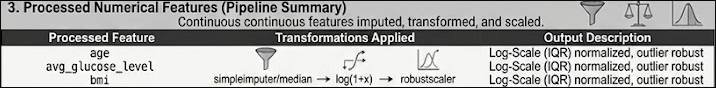 3. Processed Numerical Features (Pipeline Summary)
Continuous continuous features imputed, transformed, and scaled.
Processed Feature Transformations Applied Output Description
age Log-Scale (IQR) normalized, outlier robust
avg_glucose_level Log-Scale (IQR) normalized, outlier robust
bmi simpleimputer/median → log(1+x) → robustscaler Log-Scale (IQR) normalized, outlier robust